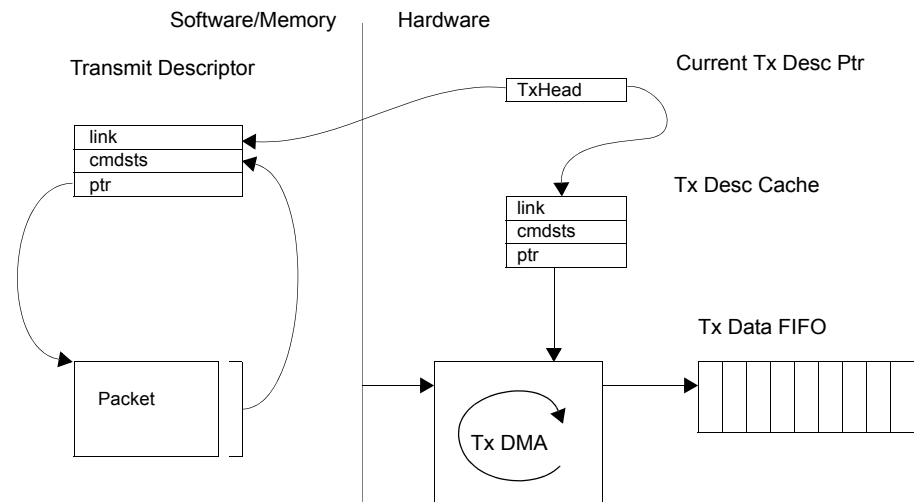 Software/Memory
Hardware
Transmit Descriptor
Current Tx Desc Ptr
TxHead
link
cmdsts
ptr
Tx Desc Cache
link
cmdsts
ptr
Tx Data FIFO
Packet
Tx DMA